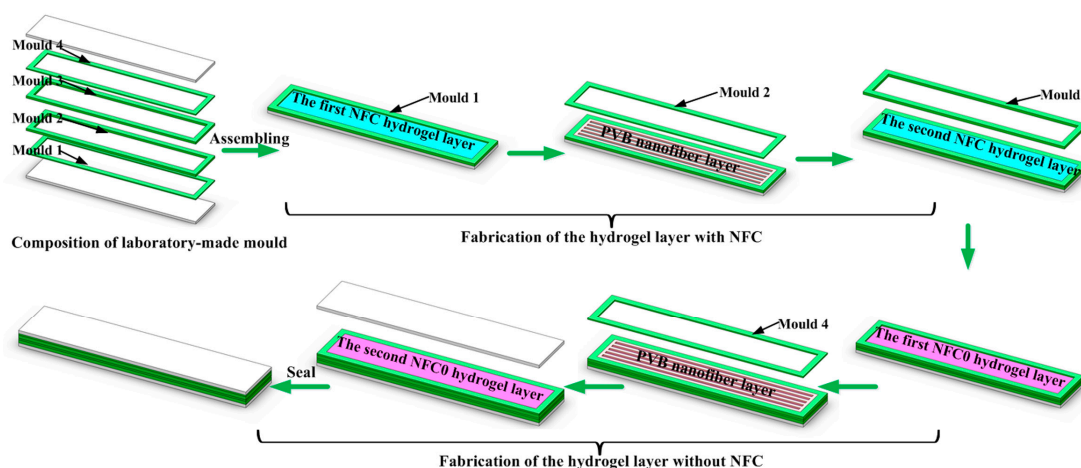 Mould 4
Mould 3
Mould 2
Mould 1
Composition of laboratory-made mould
Assembling
The first NFC hydrogel layer
Mould 1
PVB nanofiber layer
Mould 2
The second NFC hydrogel layer
Mould
Fabrication of the hydrogel layer with NFC
The first NFC0 hydrogel layer
PVB nanofiber layer
Mould 4
The second NFC0 hydrogel layer
Seal
Fabrication of the hydrogel layer without NFC